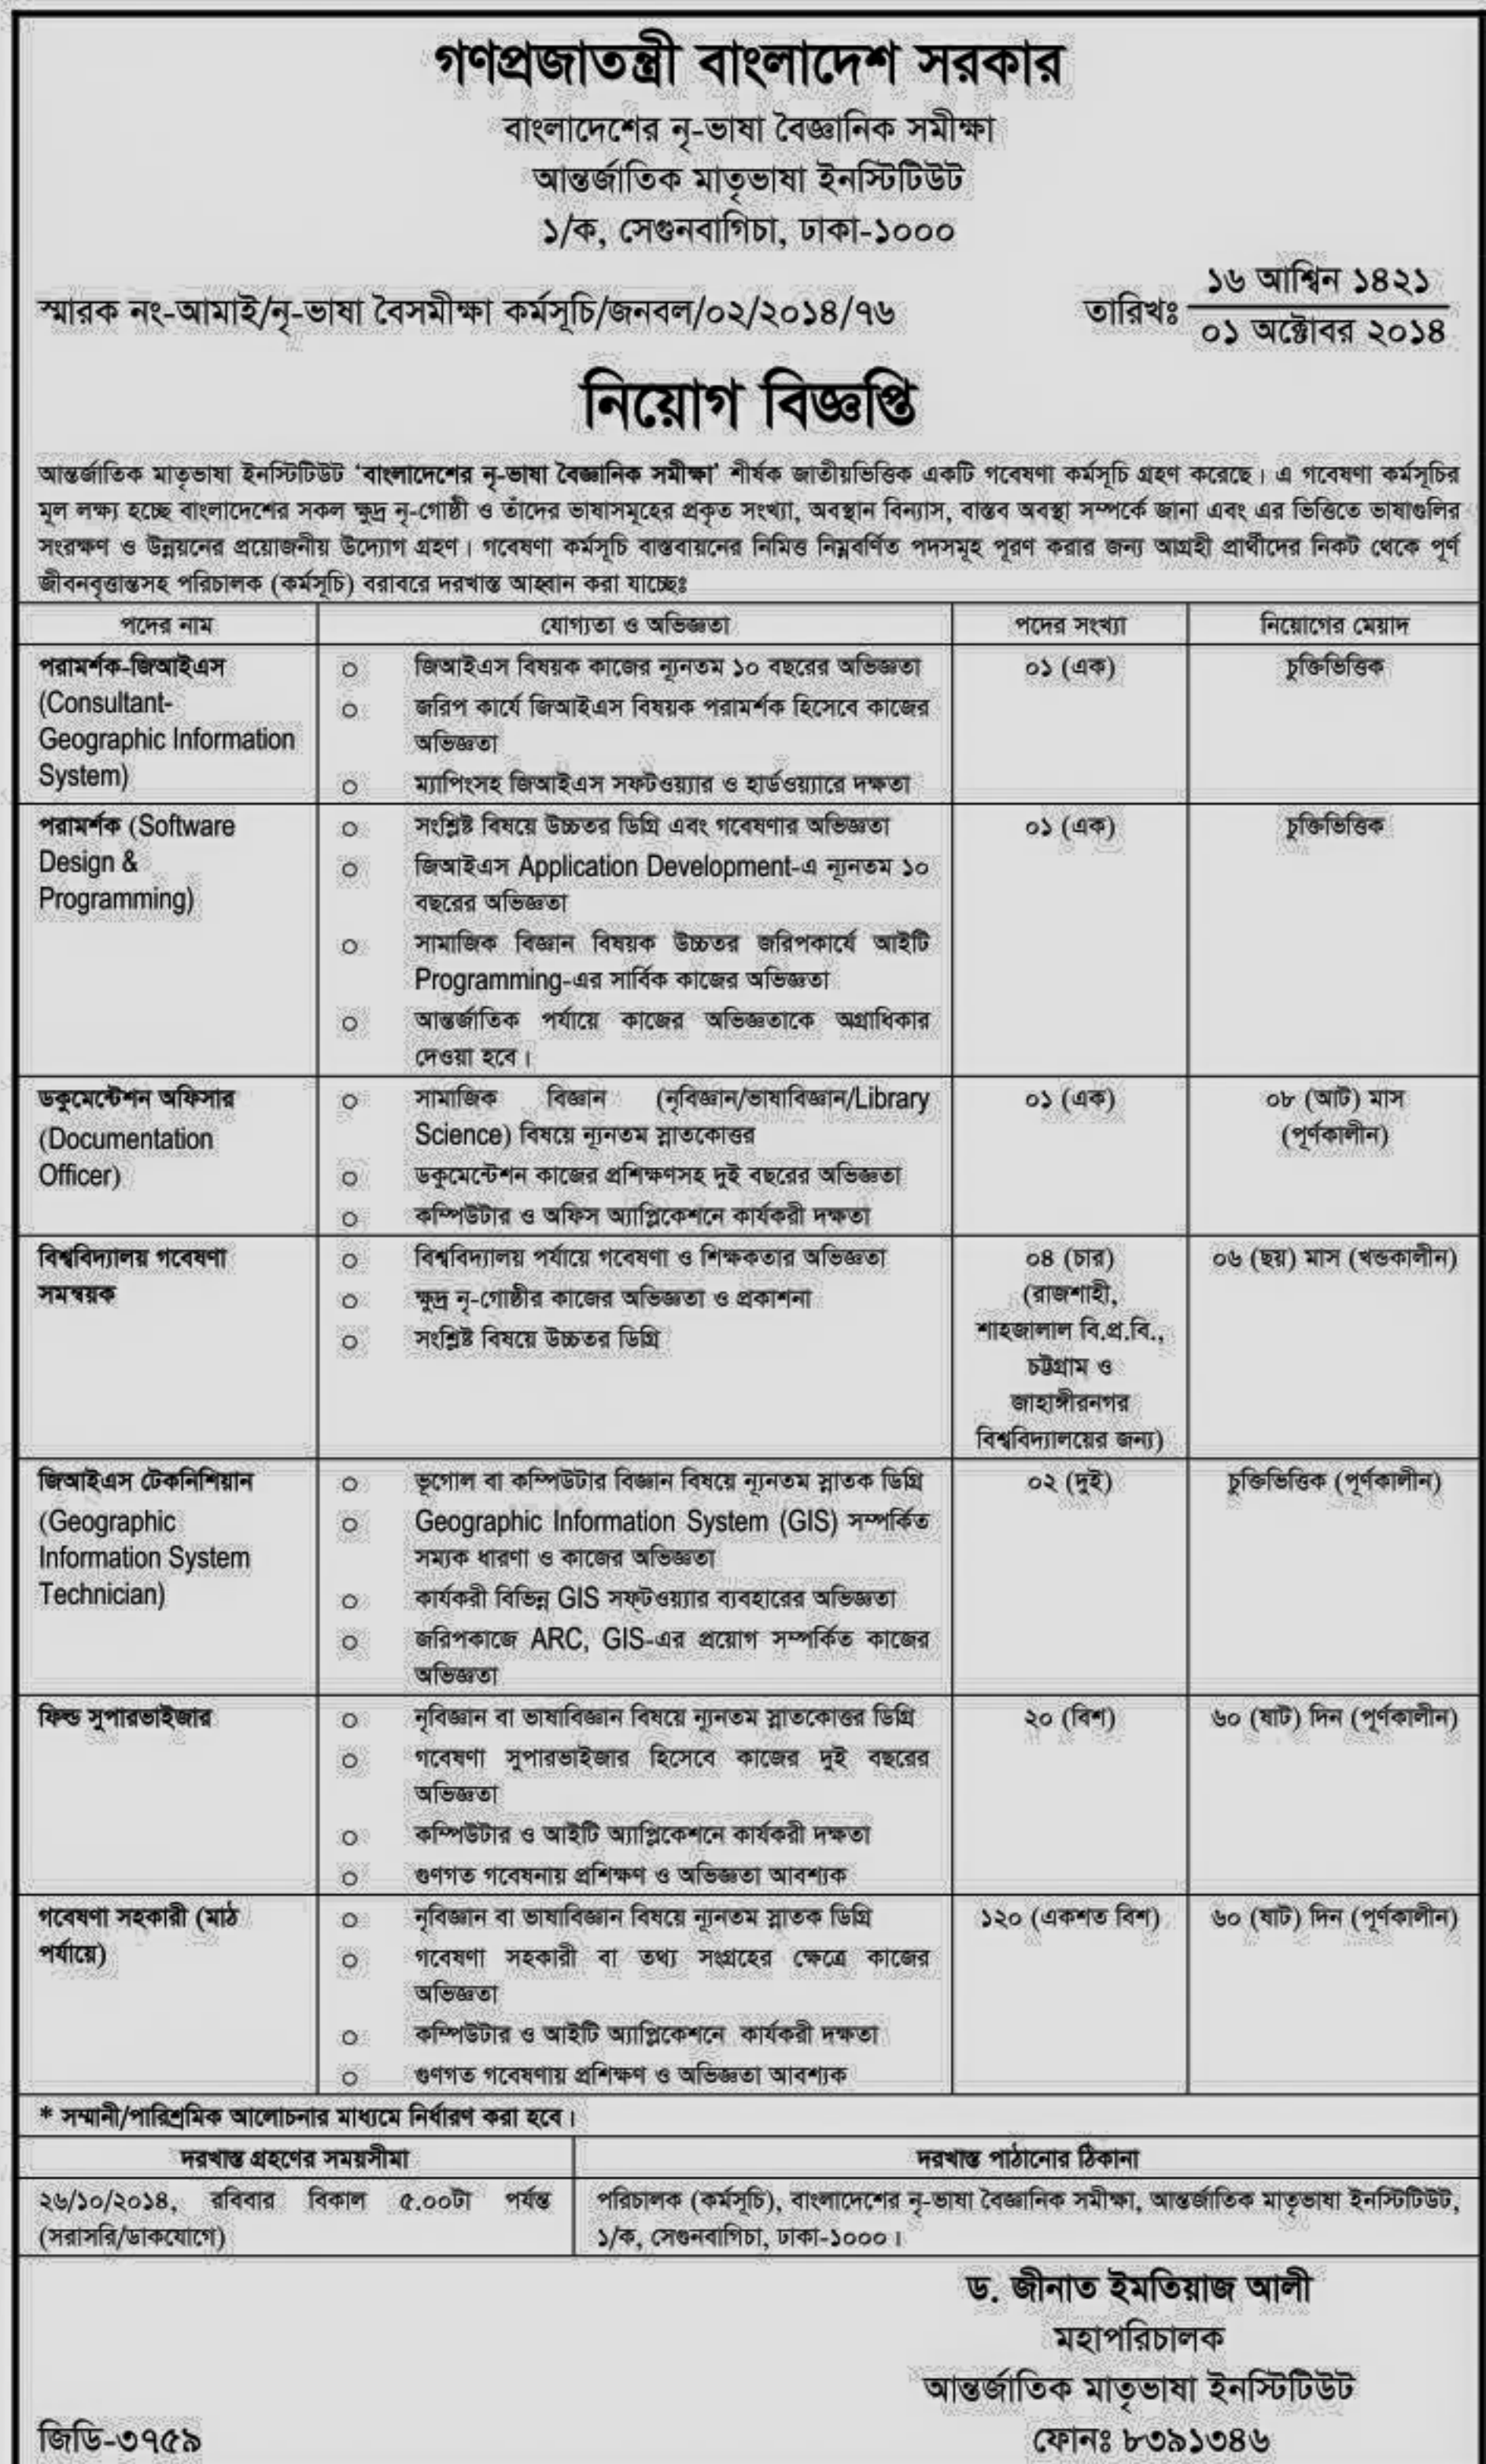 গণপ্রজাতন্ত্রী বাংলাদেশ সরকার
বাংলাদেশের নৃ-ভাষা বৈজ্ঞানিক সমীক্ষা
আন্তর্জাতিক মাতৃভাষা ইনস্টিটিউট
১/ক, সেগুনবাগিচা, ঢাকা-১০০০
স্মারক নং-আমাই/নৃ-ভাষা বৈসমীক্ষা কর্মসূচি/জনবল/০২/২০১৪/৭৬
তারিখঃ ১৬ আশ্বিন ১৪২১
০১ অক্টোবর ২০১৪
নিয়োগ বিজ্ঞপ্তি
আন্তর্জাতিক মাতৃভাষা ইনস্টিটিউট ‘বাংলাদেশের নৃ-ভাষা বৈজ্ঞানিক সমীক্ষা’ শীর্ষক জাতীয়ভিত্তিক একটি গবেষণা কর্মসূচি গ্রহণ করেছে। এ গবেষণা কর্মসূচির
মূল লক্ষ্য হচ্ছে বাংলাদেশের সকল ক্ষুদ্র নৃ-গোষ্ঠী ও তাঁদের ভাষাসমূহের প্রকৃত সংখ্যা, অবস্থান বিন্যাস, বাস্তব অবস্থা সম্পর্কে জানা এবং এর ভিত্তিতে ভাষাগুলির
সংরক্ষণ ও উন্নয়নের প্রয়োজনীয় উদ্যোগ গ্রহণ। গবেষণা কর্মসূচি বাস্তবায়নের নিমিত্ত নিম্নবর্ণিত পদসমূহ পূরণ করার জন্য আগ্রহী প্রার্থীদের নিকট থেকে পূর্ণ
জীবনবৃত্তান্তসহ পরিচালক (কর্মসূচি) বরাবরে দরখাস্ত আহ্বান করা যাচ্ছেঃ
পদের নাম
যোগ্যতা ও অভিজ্ঞতা
পদের সংখ্যা
নিয়োগের মেয়াদ
পরামর্শক-জিআইএস
(Consultant-
Geographic Information
System)
○ জিআইএস বিষয়ক কাজের ন্যূনতম ১০ বছরের অভিজ্ঞতা
○ জরিপ কার্যে জিআইএস বিষয়ক পরামর্শক হিসেবে কাজের
অভিজ্ঞতা
○ ম্যাপিংসহ জিআইএস সফটওয়্যার ও হার্ডওয়্যারে দক্ষতা
০১ (এক)
চুক্তিভিত্তিক
পরামর্শক (Software
Design &
Programming)
○ সংশ্লিষ্ট বিষয়ে উচ্চতর ডিগ্রি এবং গবেষণার অভিজ্ঞতা
○ জিআইএস Application Development-এ ন্যূনতম ১০
বছরের অভিজ্ঞতা
○ সামাজিক বিজ্ঞান বিষয়ক উচ্চতর জরিপকার্যে আইটি
Programming-এর সার্বিক কাজের অভিজ্ঞতা
○ আন্তর্জাতিক পর্যায়ে কাজের অভিজ্ঞতাকে অগ্রাধিকার
দেওয়া হবে।
০১ (এক)
চুক্তিভিত্তিক
ডকুমেন্টেশন অফিসার
(Documentation
Officer)
○ সামাজিক বিজ্ঞান (নৃবিজ্ঞান/ভাষাবিজ্ঞান/Library
Science) বিষয়ে ন্যূনতম স্নাতকোত্তর
○ ডকুমেন্টেশন কাজের প্রশিক্ষণসহ দুই বছরের অভিজ্ঞতা
○ কম্পিউটার ও অফিস অ্যাপ্লিকেশনে কার্যকরী দক্ষতা
০১ (এক)
০৮ (আট) মাস
(পূর্ণকালীন)
বিশ্ববিদ্যালয় গবেষণা
সমন্বয়ক
○ বিশ্ববিদ্যালয় পর্যায়ে গবেষণা ও শিক্ষকতার অভিজ্ঞতা
○ ক্ষুদ্র নৃ-গোষ্ঠীর কাজের অভিজ্ঞতা ও প্রকাশনা
○ সংশ্লিষ্ট বিষয়ে উচ্চতর ডিগ্রি
০৪ (চার)
(রাজশাহী,
শাহজালাল বি.প্র.বি.,
চট্টগ্রাম ও
জাহাঙ্গীরনগর
বিশ্ববিদ্যালয়ের জন্য)
০৬ (ছয়) মাস (খন্ডকালীন)
জিআইএস টেকনিশিয়ান
(Geographic
Information System
Technician)
○ ভূগোল বা কম্পিউটার বিজ্ঞান বিষয়ে ন্যূনতম স্নাতক ডিগ্রি
○ Geographic Information System (GIS) সম্পর্কিত
সম্যক ধারণা ও কাজের অভিজ্ঞতা
○ কার্যকরী বিভিন্ন GIS সফ্‌টওয়্যার ব্যবহারের অভিজ্ঞতা
○ জরিপকাজে ARC, GIS-এর প্রয়োগ সম্পর্কিত কাজের
অভিজ্ঞতা
০২ (দুই)
চুক্তিভিত্তিক (পূর্ণকালীন)
ফিল্ড সুপারভাইজার
○ নৃবিজ্ঞান বা ভাষাবিজ্ঞান বিষয়ে ন্যূনতম স্নাতকোত্তর ডিগ্রি
○ গবেষণা সুপারভাইজার হিসেবে কাজের দুই বছরের
অভিজ্ঞতা
○ কম্পিউটার ও আইটি অ্যাপ্লিকেশনে কার্যকরী দক্ষতা
○ গুণগত গবেষনায় প্রশিক্ষণ ও অভিজ্ঞতা আবশ্যক
২০ (বিশ)
৬০ (ষাট) দিন (পূর্ণকালীন)
গবেষণা সহকারী (মাঠ
পর্যায়ে)
○ নৃবিজ্ঞান বা ভাষাবিজ্ঞান বিষয়ে ন্যূনতম স্নাতক ডিগ্রি
○ গবেষণা সহকারী বা তথ্য সংগ্রহের ক্ষেত্রে কাজের
অভিজ্ঞতা
○ কম্পিউটার ও আইটি অ্যাপ্লিকেশনে কার্যকরী দক্ষতা
○ গুণগত গবেষণায় প্রশিক্ষণ ও অভিজ্ঞতা আবশ্যক
১২০ (একশত বিশ)
৬০ (ষাট) দিন (পূর্ণকালীন)
* সম্মানী/পারিশ্রমিক আলোচনার মাধ্যমে নির্ধারণ করা হবে।
দরখাস্ত গ্রহণের সময়সীমা
দরখাস্ত পাঠানোর ঠিকানা
২৬/১০/২০১৪, রবিবার বিকাল ৫.০০টা পর্যন্ত
(সরাসরি/ডাকযোগে)
পরিচালক (কর্মসূচি), বাংলাদেশের নৃ-ভাষা বৈজ্ঞানিক সমীক্ষা, আন্তর্জাতিক মাতৃভাষা ইনস্টিটিউট,
১/ক, সেগুনবাগিচা, ঢাকা-১০০০।
ড. জীনাত ইমতিয়াজ আলী
মহাপরিচালক
আন্তর্জাতিক মাতৃভাষা ইনস্টিটিউট
ফোনঃ ৮৩৯১৩৪৬
জিডি-৩৭৫৯